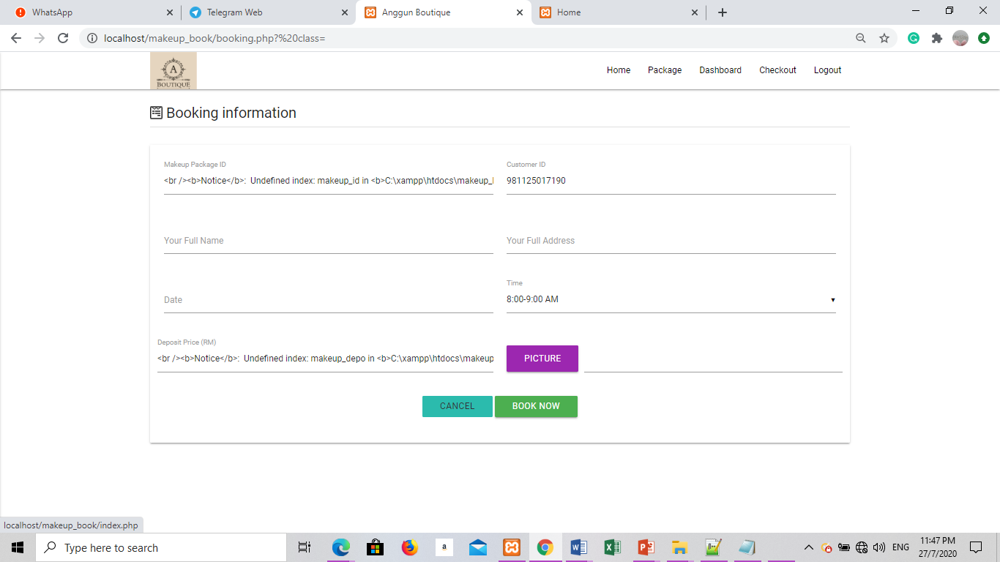 WhatsApp
Telegram Web
Anggun Boutique
Home
localhost/makeup_book/booking.php?%20class=
A
BOUTIQUE
Home Package Dashboard Checkout Logout
Booking information
Makeup Package ID
<br /><b>Notice</b>:  Undefined index: makeup_id in <b>C:\xampp\htdocs\makeup_
Customer ID
981125017190
Your Full Name
Your Full Address
Date
Time
8:00-9:00 AM
Deposit Price (RM)
<br /><b>Notice</b>:  Undefined index: makeup_depo in <b>C:\xampp\htdocs\makeup
PICTURE
CANCEL
BOOK NOW
localhost/makeup_book/index.php
Type here to search
ENG
11:47 PM
27/7/2020